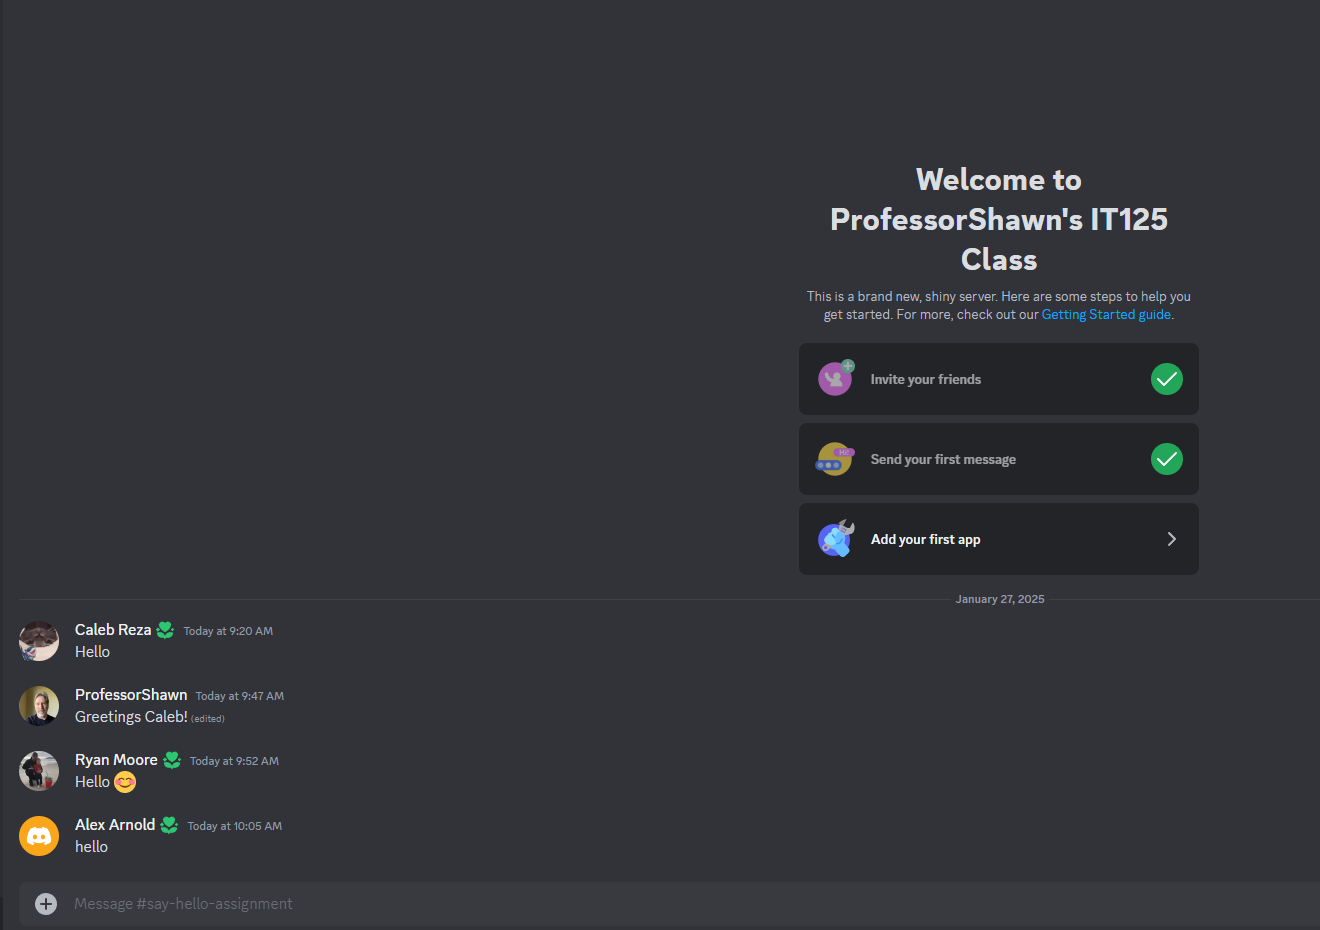 Welcome to
ProfessorShawn's IT125
Class
This is a brand new, shiny server. Here are some steps to help you
get started. For more, check out our Getting Started guide.
Invite your friends
HI!
Send your first message
Add your first app
January 27, 2025
Caleb Reza Today at 9:20 AM
Hello
ProfessorShawn Today at 9:47 AM
Greetings Caleb! (edited)
Ryan Moore Today at 9:52 AM
Hello 😊
Alex Arnold Today at 10:05 AM
hello
Message #say-hello-assignment